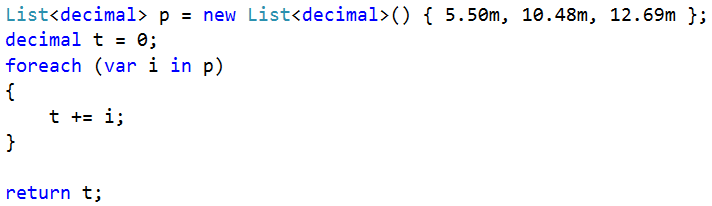 List<decimal> p = new List<decimal>() { 5.50m, 10.48m, 12.69m };
decimal t = 0;
foreach (var i in p)
{
    t += i;
}

return t;